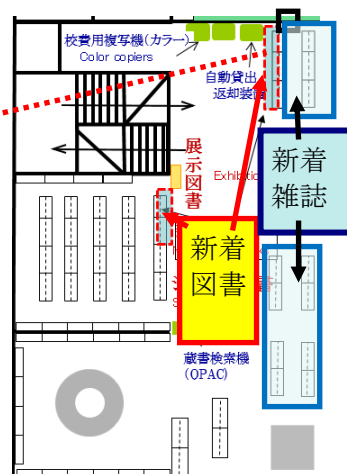 校費用複写機(カラー)
Color copiers
自動貸出
返却装置
展示図書
Exhibitio
新着
雑誌
新着
図書
蔵書検索機
(OPAC)